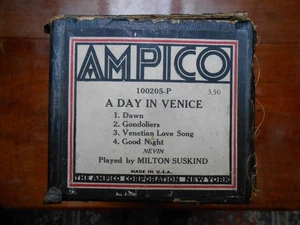 AMPICO
100205-P 3.50
A DAY IN VENICE
1. Dawn
2. Gondoliers
3. Venetian Love Song
4. Good Night
NEVIN
Played by MILTON SUSKIND
MADE IN U.S.A.
THE AMPICO CORPORATION, NEW YORK